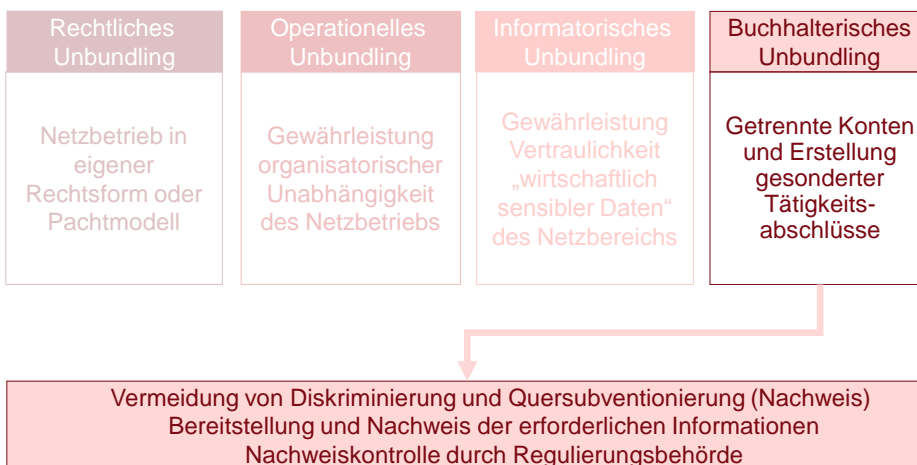 Rechtliches
Unbundling
Netzbetrieb in
eigener
Rechtsform oder
Pachtmodell
Operationelles
Unbundling
Gewährleistung
organisatorischer
Unabhängigkeit
des Netzbetriebs
Informatorisches
Unbundling
Gewährleistung
Vertraulichkeit
„wirtschaftlich
sensibler Daten“
des Netzbereichs
Buchhalterisches
Unbundling
Getrennte Konten
und Erstellung
gesonderter
Tätigkeits-
abschlüsse
Vermeidung von Diskriminierung und Quersubventionierung (Nachweis)
Bereitstellung und Nachweis der erforderlichen Informationen
Nachweiskontrolle durch Regulierungsbehörde